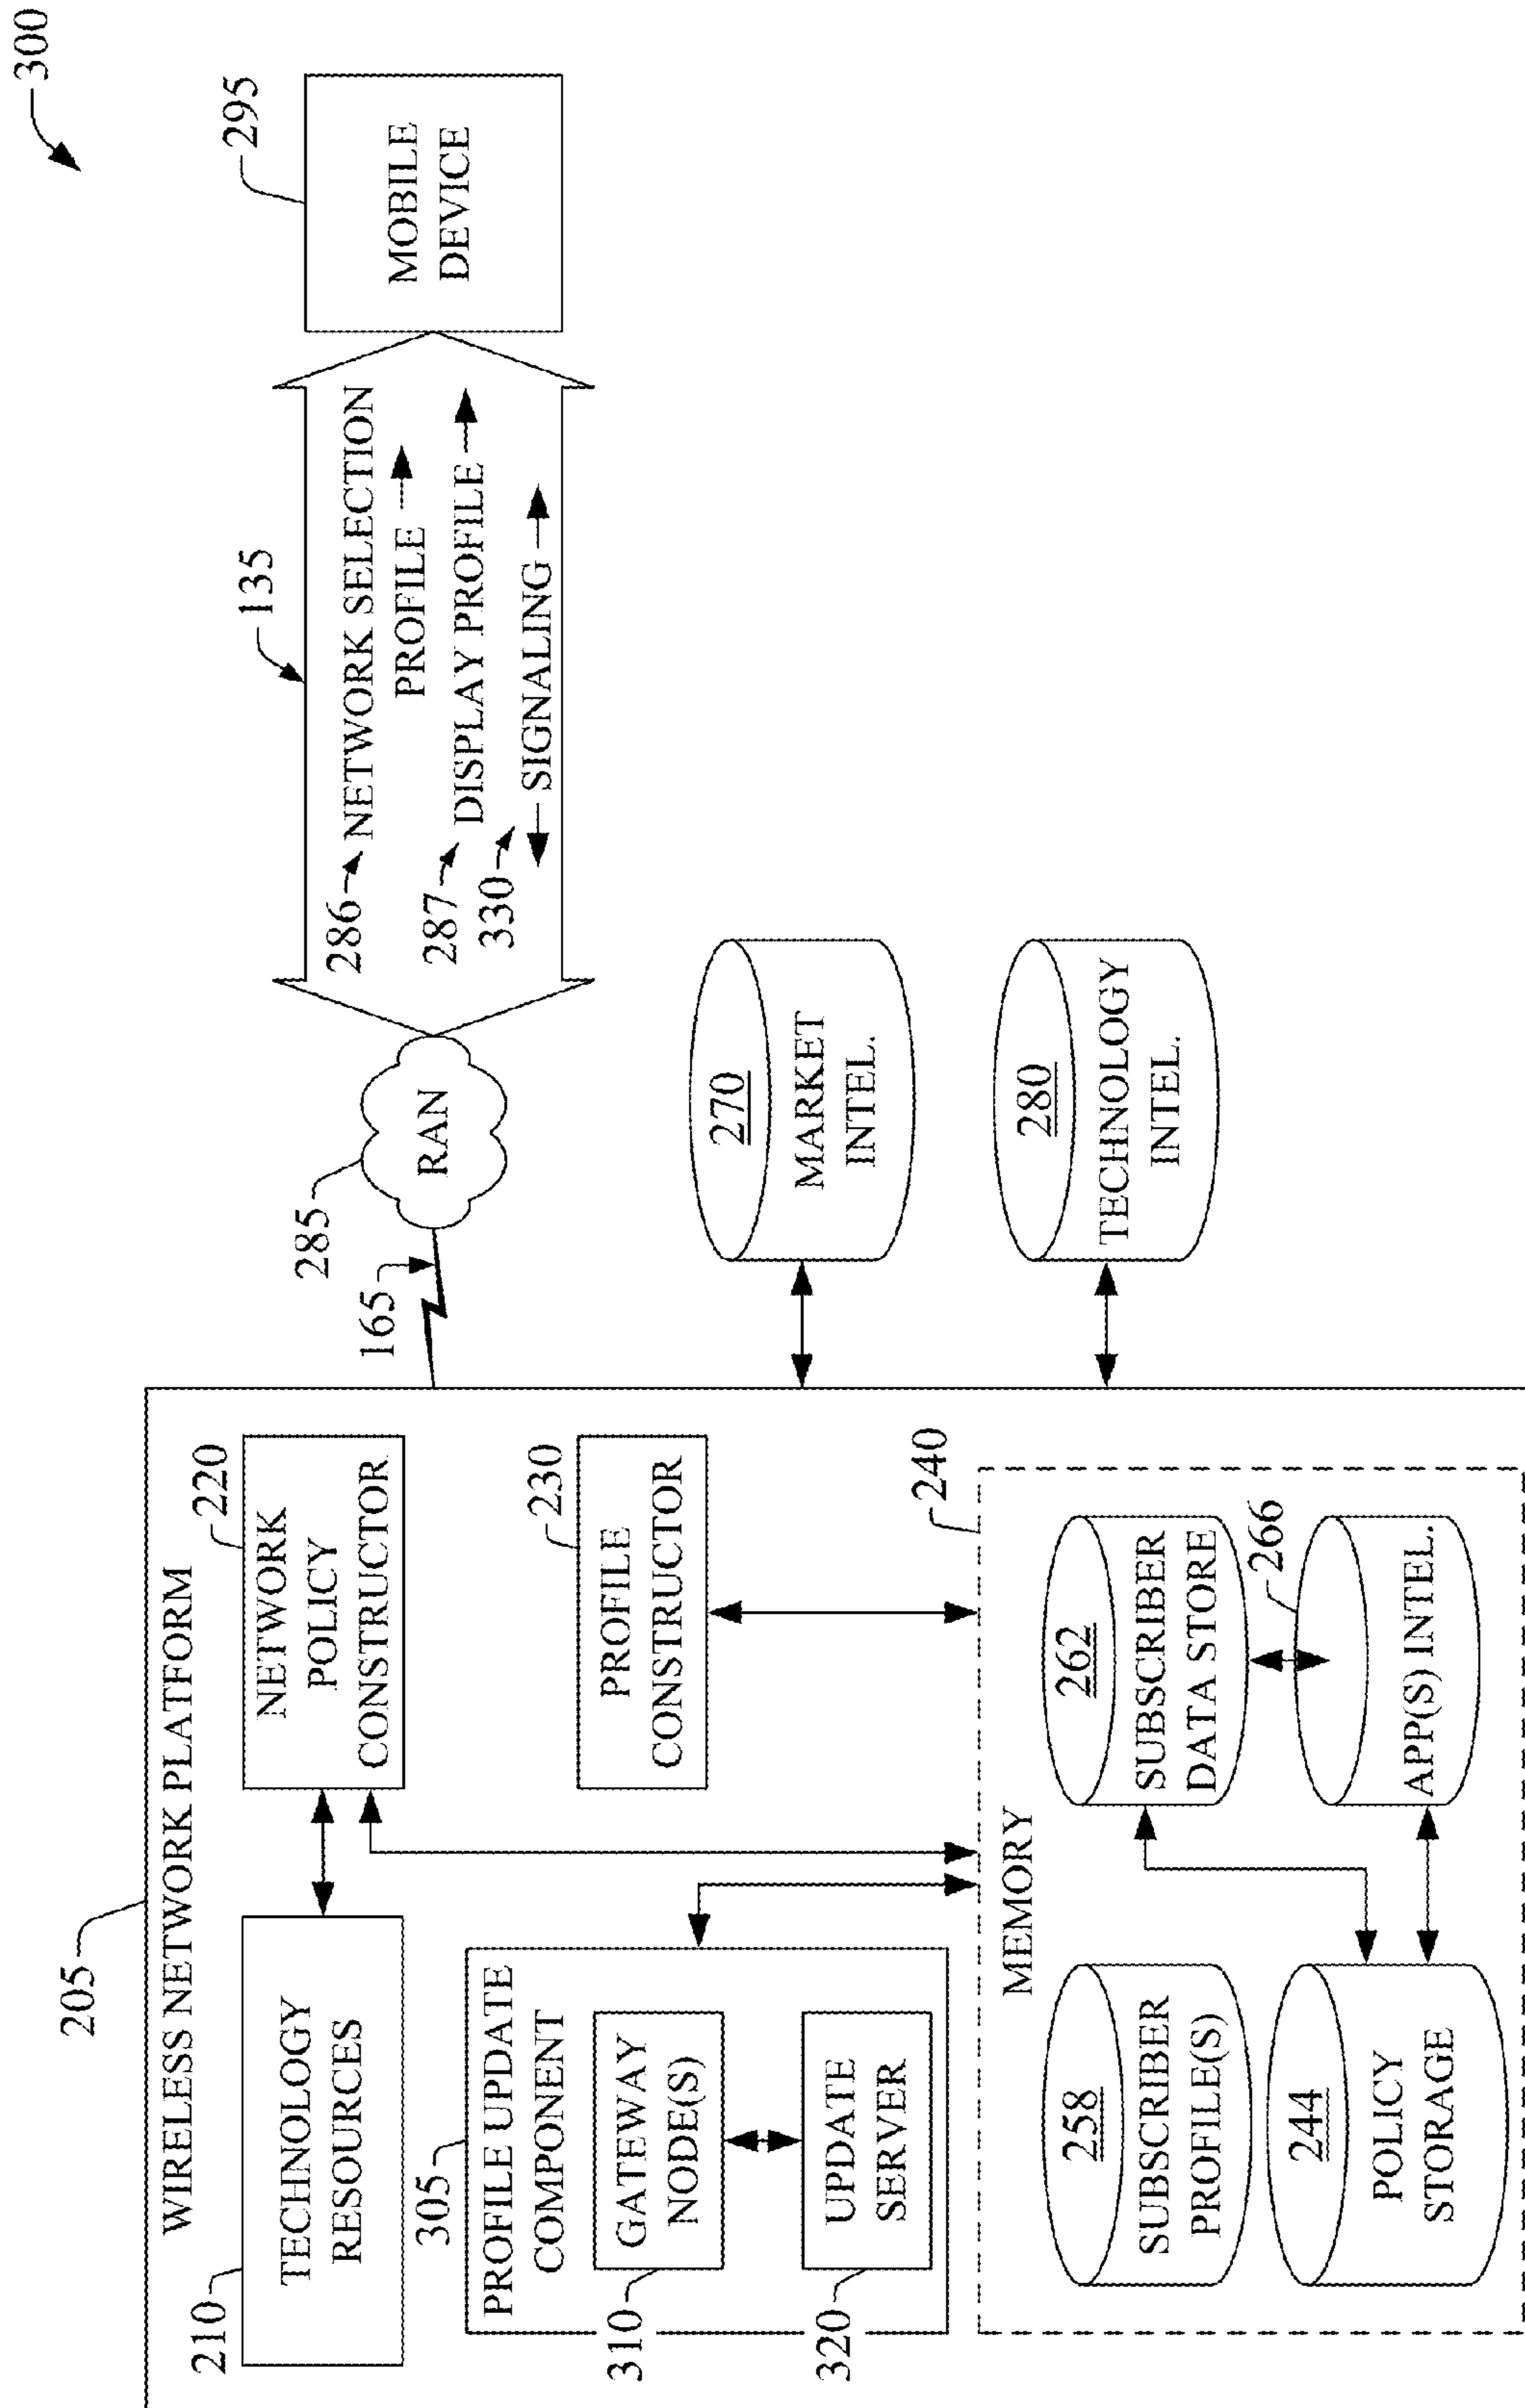 300
205
WIRELESS NETWORK PLATFORM
210
TECHNOLOGY
RESOURCES
220
NETWORK
POLICY
CONSTRUCTOR
305
PROFILE UPDATE
COMPONENT
310
GATEWAY
NODE(S)
320
UPDATE
SERVER
230
PROFILE
CONSTRUCTOR
240
MEMORY
258
SUBSCRIBER
PROFILE(S)
262
SUBSCRIBER
DATA STORE
244
POLICY
STORAGE
266
APP(S) INTEL.
165
285
RAN
135
286
NETWORK SELECTION
PROFILE
287
DISPLAY PROFILE
330
SIGNALING
295
MOBILE
DEVICE
270
MARKET
INTEL.
280
TECHNOLOGY
INTEL.